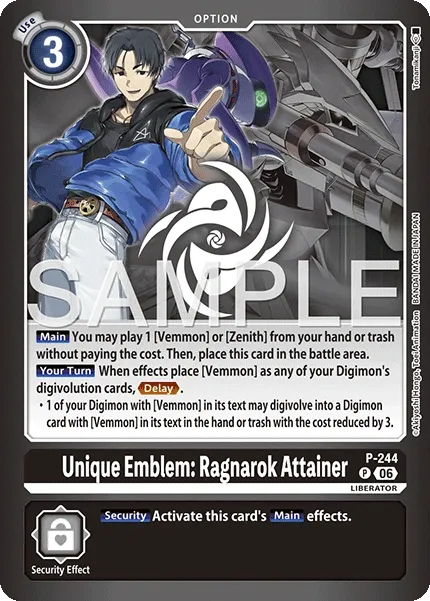 OPTION
Use
3
Tonamikanji
SAMPLE
Main You may play 1 [Vemmon] or [Zenith] from your hand or trash
without paying the cost. Then, place this card in the battle area.
Your Turn When effects place [Vemmon] as any of your Digimon's
digivolution cards, Delay.
・1 of your Digimon with [Vemmon] in its text may digivolve into a Digimon
card with [Vemmon] in its text in the hand or trash with the cost reduced by 3.
©Akiyoshi Hongo, Toei Animation BANDAI MADE IN JAPAN
Unique Emblem: Ragnarok Attainer
P-244
P 06
LIBERATOR
Security Activate this card's Main effects.
Security Effect